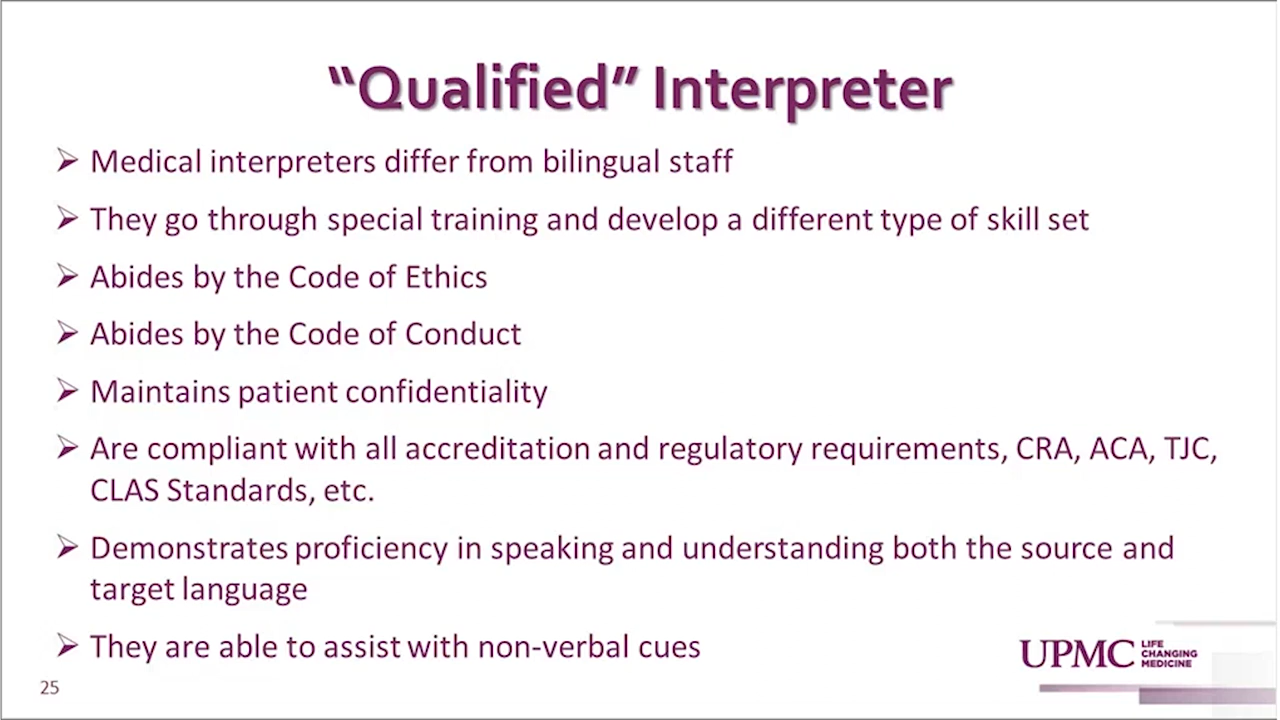 “Qualified” Interpreter
Medical interpreters differ from bilingual staff
They go through special training and develop a different type of skill set
Abides by the Code of Ethics
Abides by the Code of Conduct
Maintains patient confidentiality
Are compliant with all accreditation and regulatory requirements, CRA, ACA, TJC,
CLAS Standards, etc.
Demonstrates proficiency in speaking and understanding both the source and
target language
They are able to assist with non-verbal cues
25
UPMC LIFE
CHANGING
MEDICINE